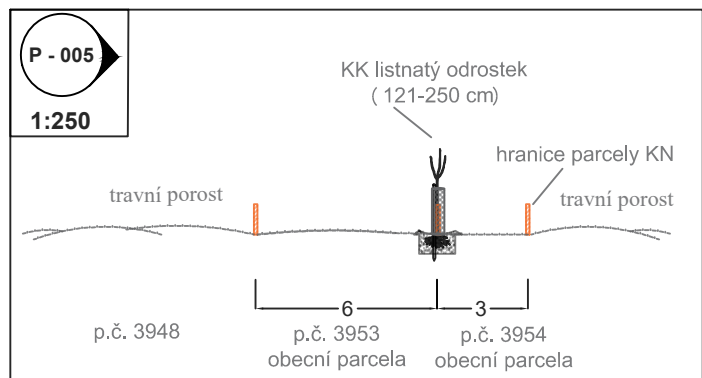 P - 005
1:250
KK listnatý odrostek
( 121-250 cm)
hranice parcely KN
travní porost
travní porost
6
3
p.č. 3948
p.č. 3953
obecní parcela
p.č. 3954
obecní parcela